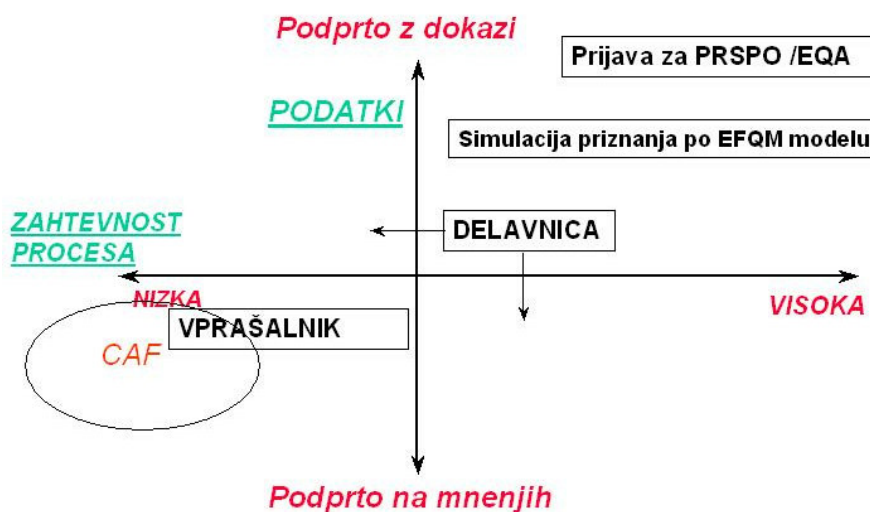 Podprto z dokazi
Prijava za PRSPO /EQA
PODATKI
Simulacija priznanja po EFQM modelu
ZAHTEVNOST
PROCESA
DELAVNICA
NIZKA
VISOKA
VPRAŠALNIK
CAF
Podprto na mnenjih